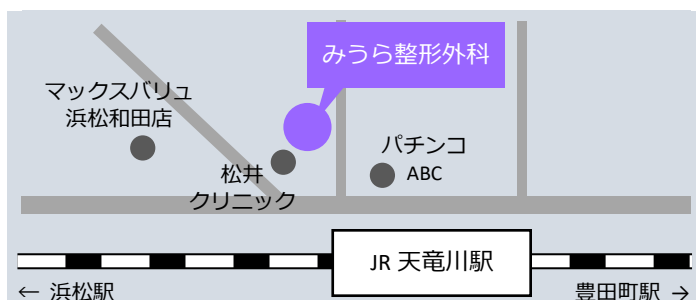 みうら整形外科
マックスバリュ
浜松和田店
パチンコ
ABC
松井
クリニック
JR 天竜川駅
← 浜松駅
豊田町駅 →